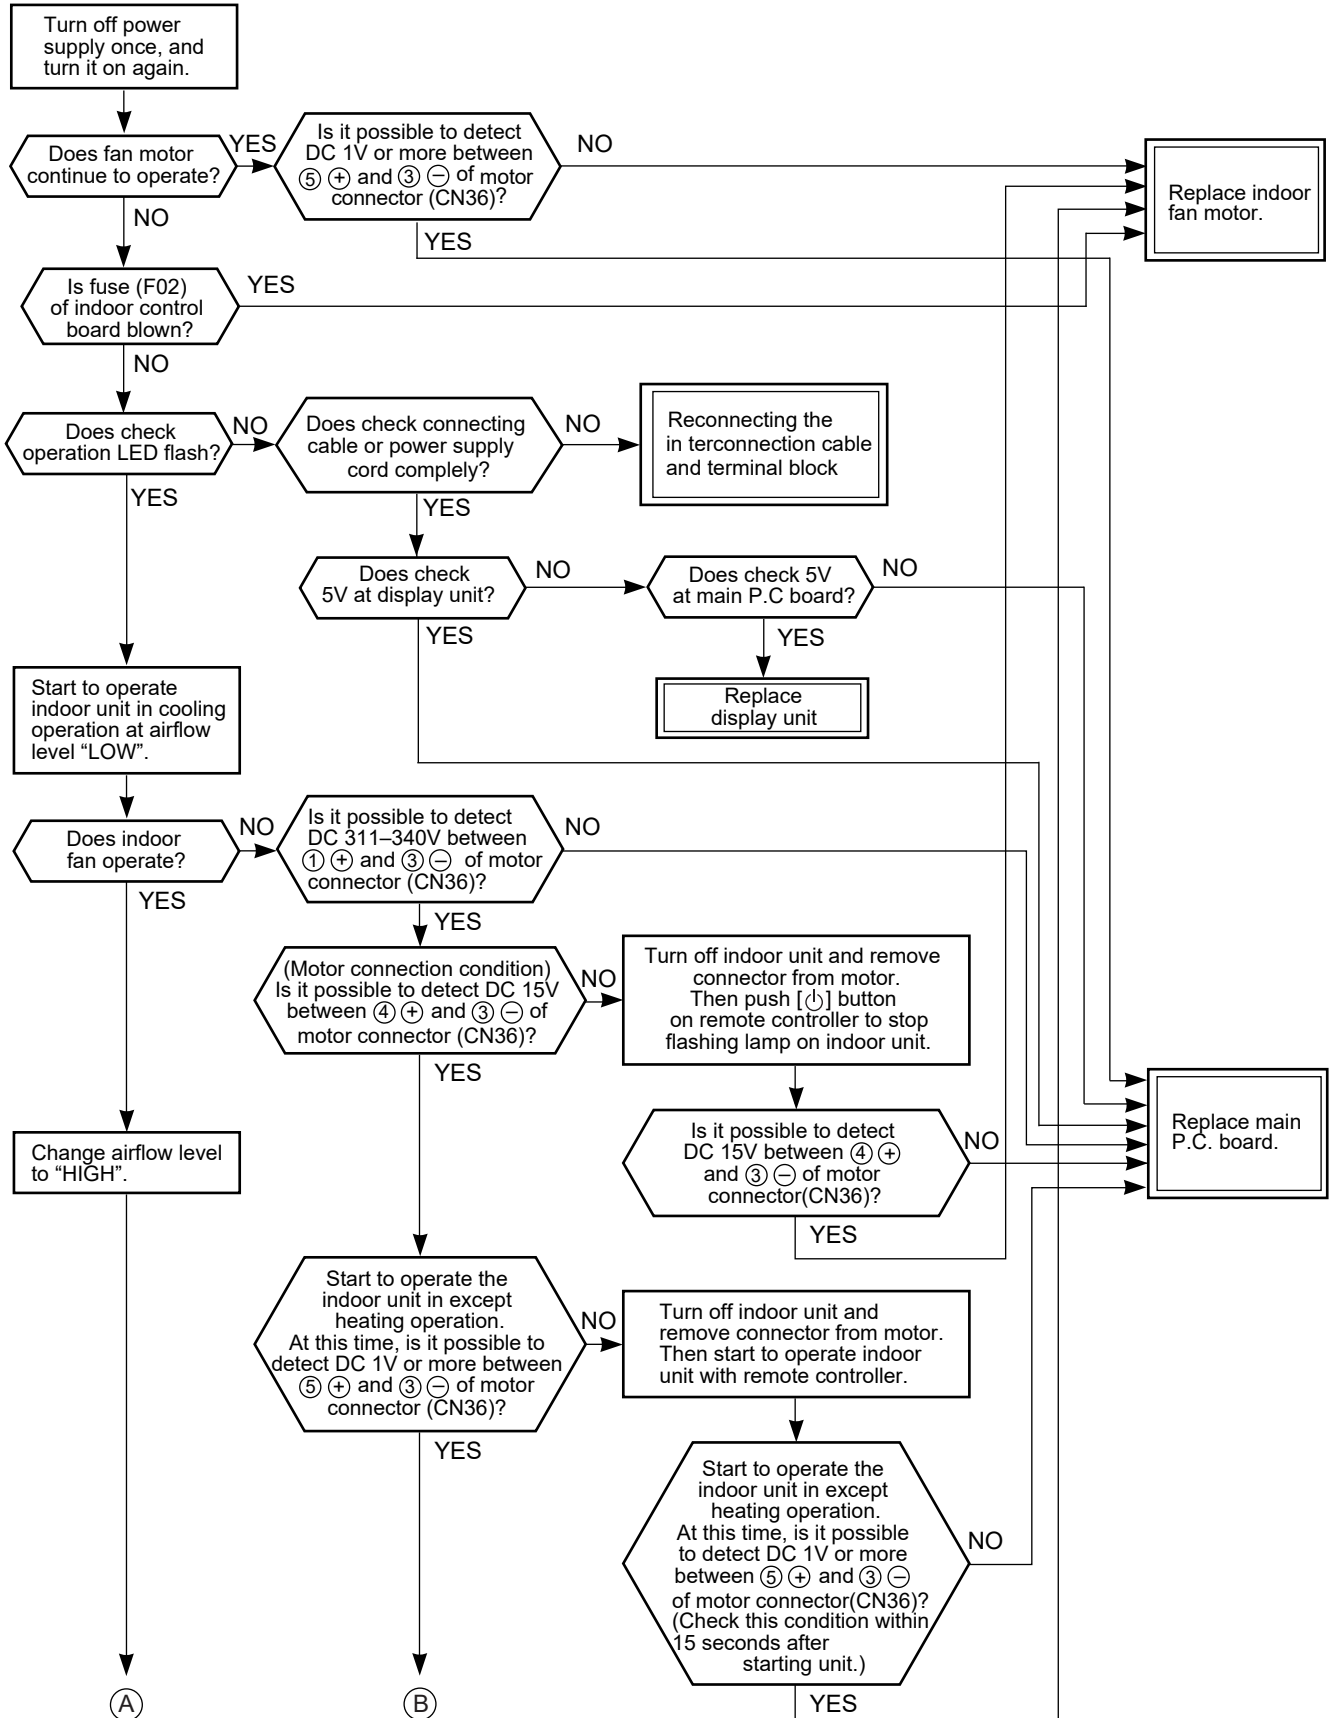 Turn off power
supply once, and
turn it on again.
Does fan motor
continue to operate?
YES
Is it possible to detect
DC 1V or more between
⑤ ⊕ and ③ ⊖ of motor
connector (CN36)?
NO
Replace indoor
fan motor.
NO
YES
Is fuse (F02)
of indoor control
board blown?
YES
NO
Does check
operation LED flash?
NO
Does check connecting
cable or power supply
cord complely?
NO
Reconnecting the
in terconnection cable
and terminal block
YES
YES
Does check
5V at display unit?
NO
Does check 5V
at main P.C board?
NO
YES
YES
Replace
display unit
Start to operate
indoor unit in cooling
operation at airflow
level “LOW”.
Does indoor
fan operate?
NO
Is it possible to detect
DC 311–340V between
① ⊕ and ③ ⊖ of motor
connector (CN36)?
NO
YES
YES
(Motor connection condition)
Is it possible to detect DC 15V
between ④ ⊕ and ③ ⊖ of
motor connector (CN36)?
NO
Turn off indoor unit and remove
connector from motor.
Then push [⏻] button
on remote controller to stop
flashing lamp on indoor unit.
YES
Change airflow level
to “HIGH”.
Is it possible to detect
DC 15V between ④ ⊕
and ③ ⊖ of motor
connector(CN36)?
NO
Replace main
P.C. board.
YES
Start to operate the
indoor unit in except
heating operation.
At this time, is it possible to
detect DC 1V or more between
⑤ ⊕ and ③ ⊖ of motor
connector (CN36)?
NO
Turn off indoor unit and
remove connector from motor.
Then start to operate indoor
unit with remote controller.
YES
Start to operate the
indoor unit in except
heating operation.
At this time, is it possible
to detect DC 1V or more
between ⑤ ⊕ and ③ ⊖
of motor connector(CN36)?
(Check this condition within
15 seconds after
starting unit.)
NO
YES
Ⓐ
Ⓑ